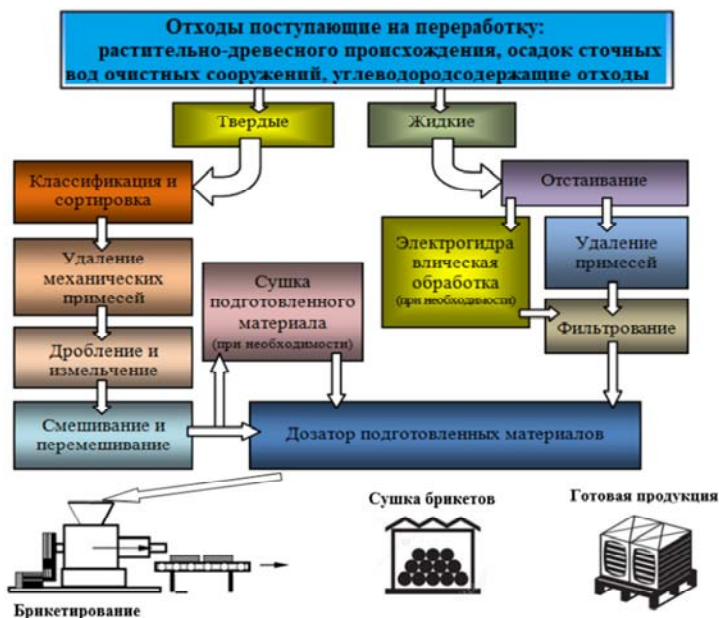 Отходы поступающие на переработку:
растительно-древесного происхождения, осадок сточных
вод очистных сооружений, углеводородсодержащие отходы
Твердые
Жидкие
Классификация и
сортировка
Отстаивание
Удаление
механических
примесей
Сушка
подготовленного
материала
(при необходимости)
Электрогидра
влическая
обработка
(при необходимости)
Удаление
примесей
Фильтрование
Дробление и
измельчение
Смешивание и
перемешивание
Дозатор подготовленных материалов
Сушка брикетов
Готовая продукция
Брикетирование